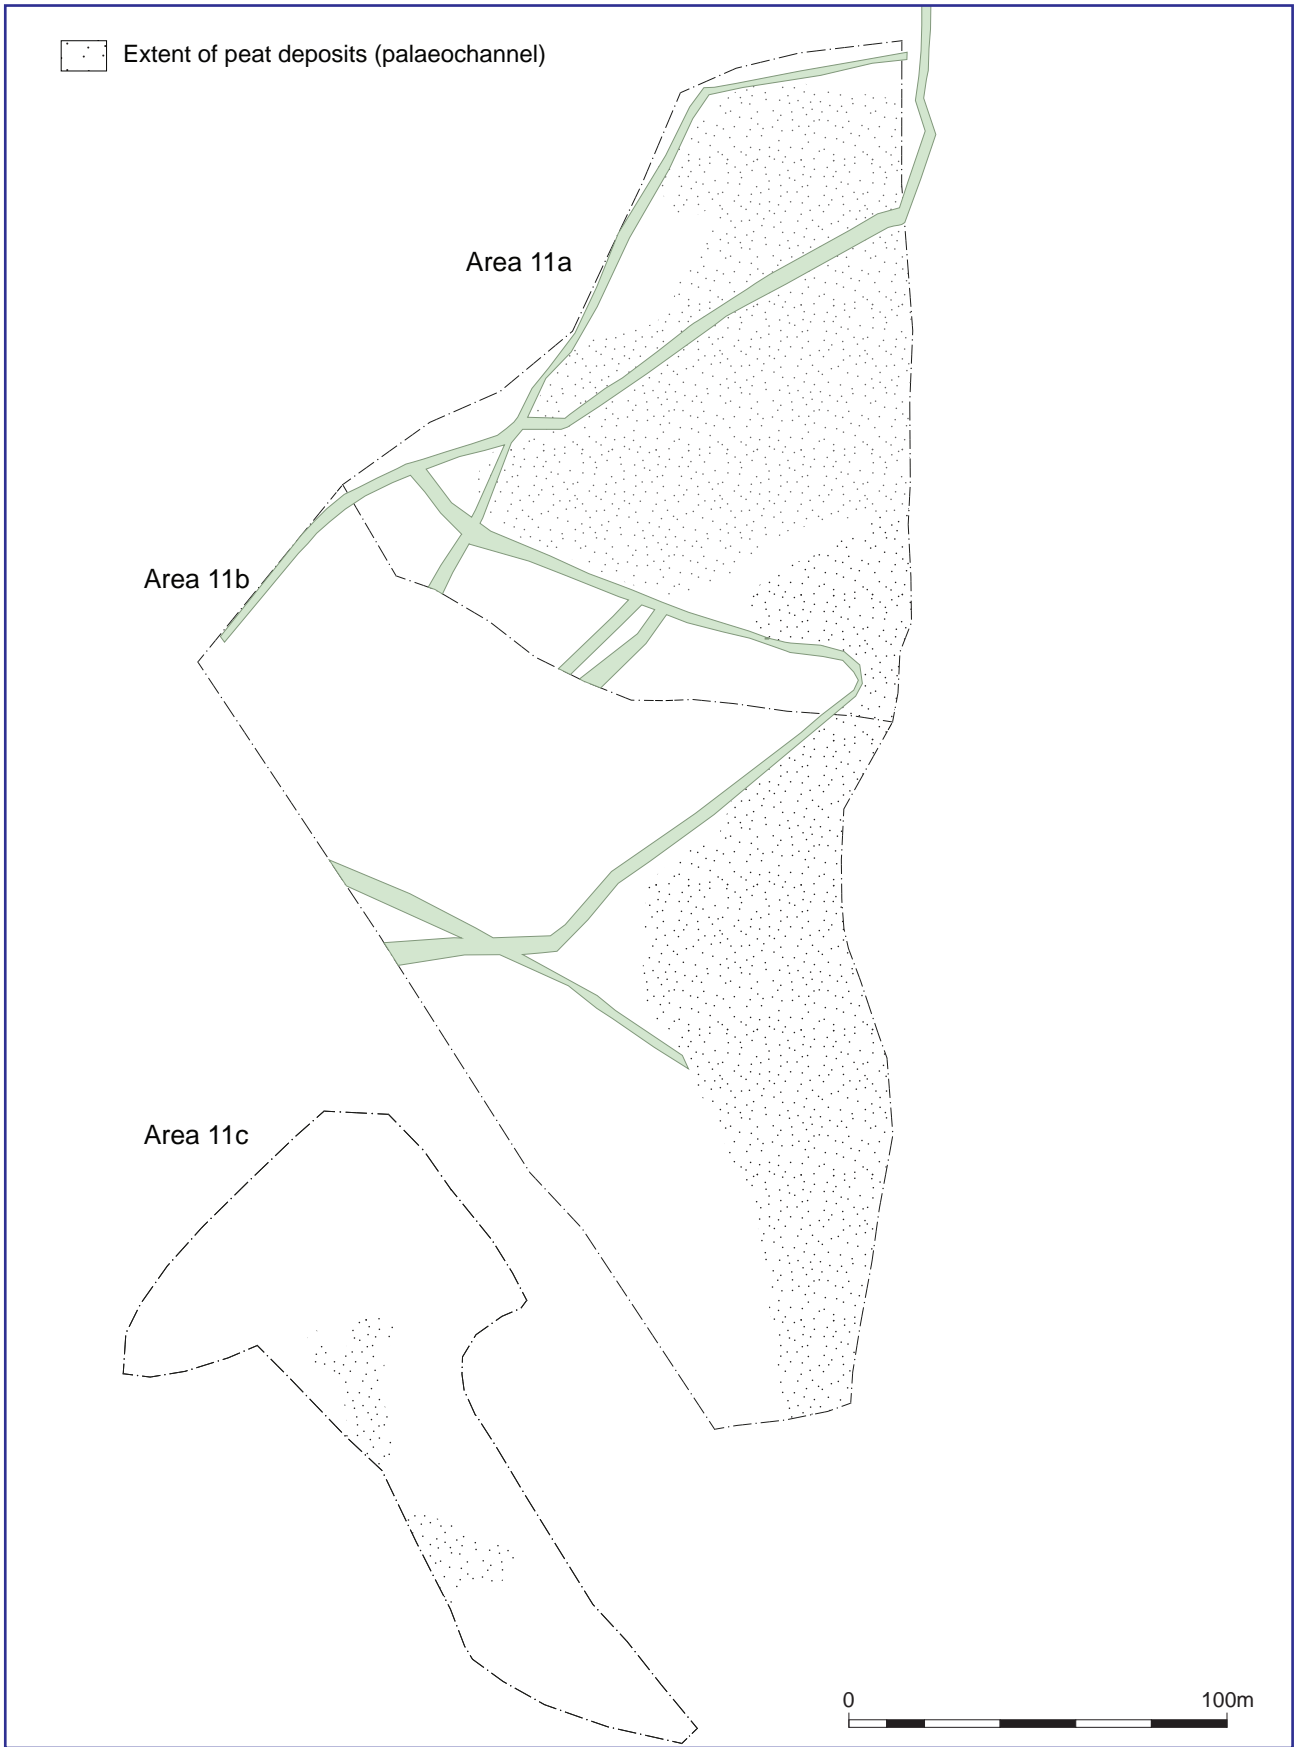 Extent of peat deposits (palaeochannel)
Area 11a
Area 11b
Area 11c
0 100m